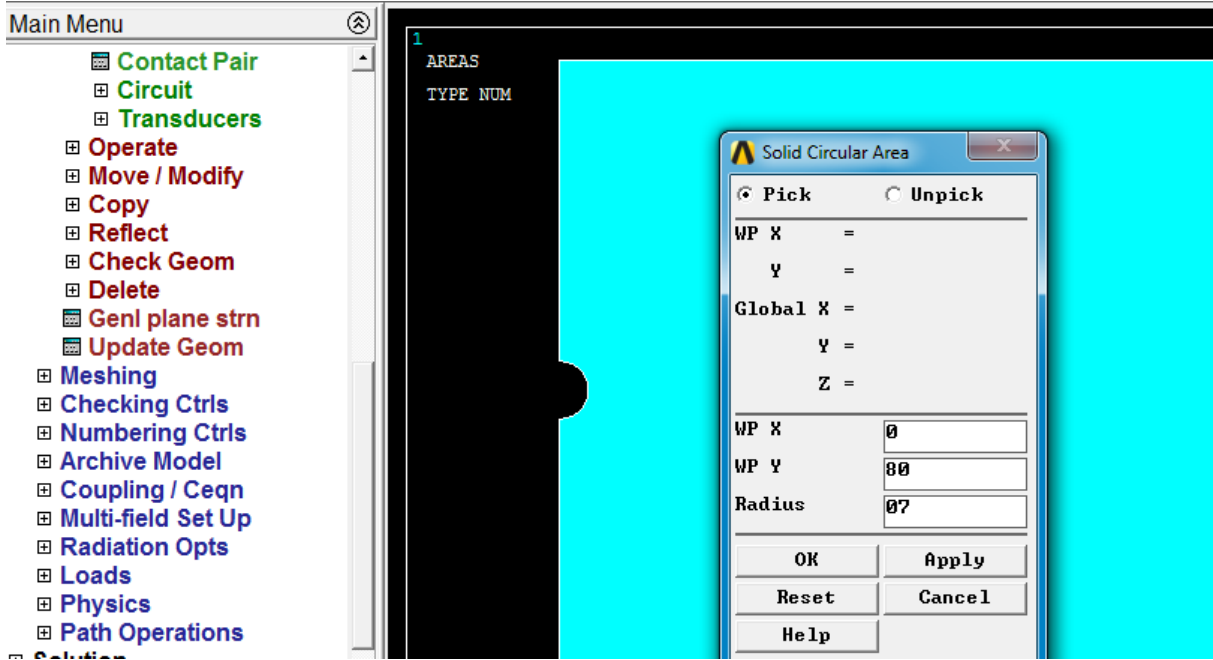 Main Menu
Contact Pair
Circuit
Transducers
Operate
Move / Modify
Copy
Reflect
Check Geom
Delete
Genl plane strn
Update Geom
Meshing
Checking Ctrls
Numbering Ctrls
Archive Model
Coupling / Ceqn
Multi-field Set Up
Radiation Opts
Loads
Physics
Path Operations
Solution
1
AREAS
TYPE NUM
Solid Circular Area
Pick Unpick
WP X =
Y =
Global X =
Y =
Z =
WP X 0
WP Y 80
Radius 07
OK Apply
Reset Cancel
Help